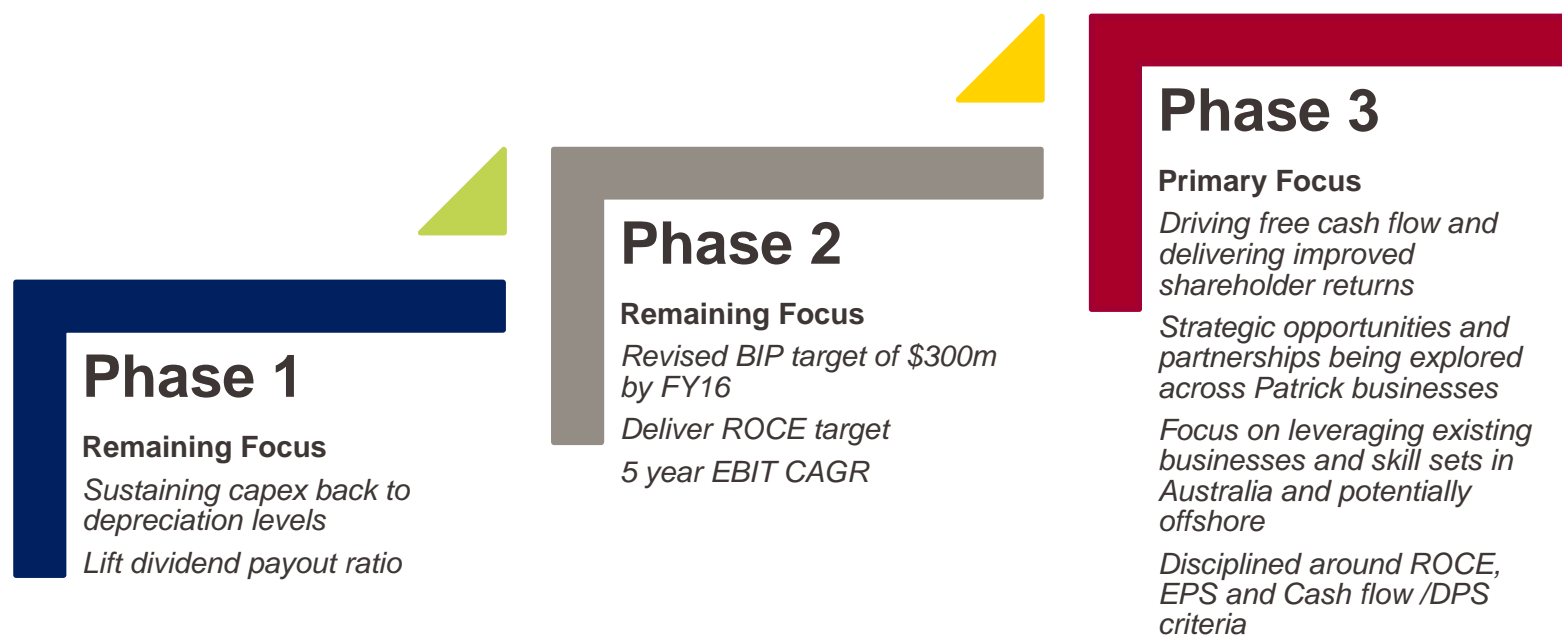 Phase 1
Remaining Focus
Sustaining capex back to
depreciation levels
Lift dividend payout ratio
Phase 2
Remaining Focus
Revised BIP target of $300m
by FY16
Deliver ROCE target
5 year EBIT CAGR
Phase 3
Primary Focus
Driving free cash flow and
delivering improved
shareholder returns
Strategic opportunities and
partnerships being explored
across Patrick businesses
Focus on leveraging existing
businesses and skill sets in
Australia and potentially
offshore
Disciplined around ROCE,
EPS and Cash flow /DPS
criteria